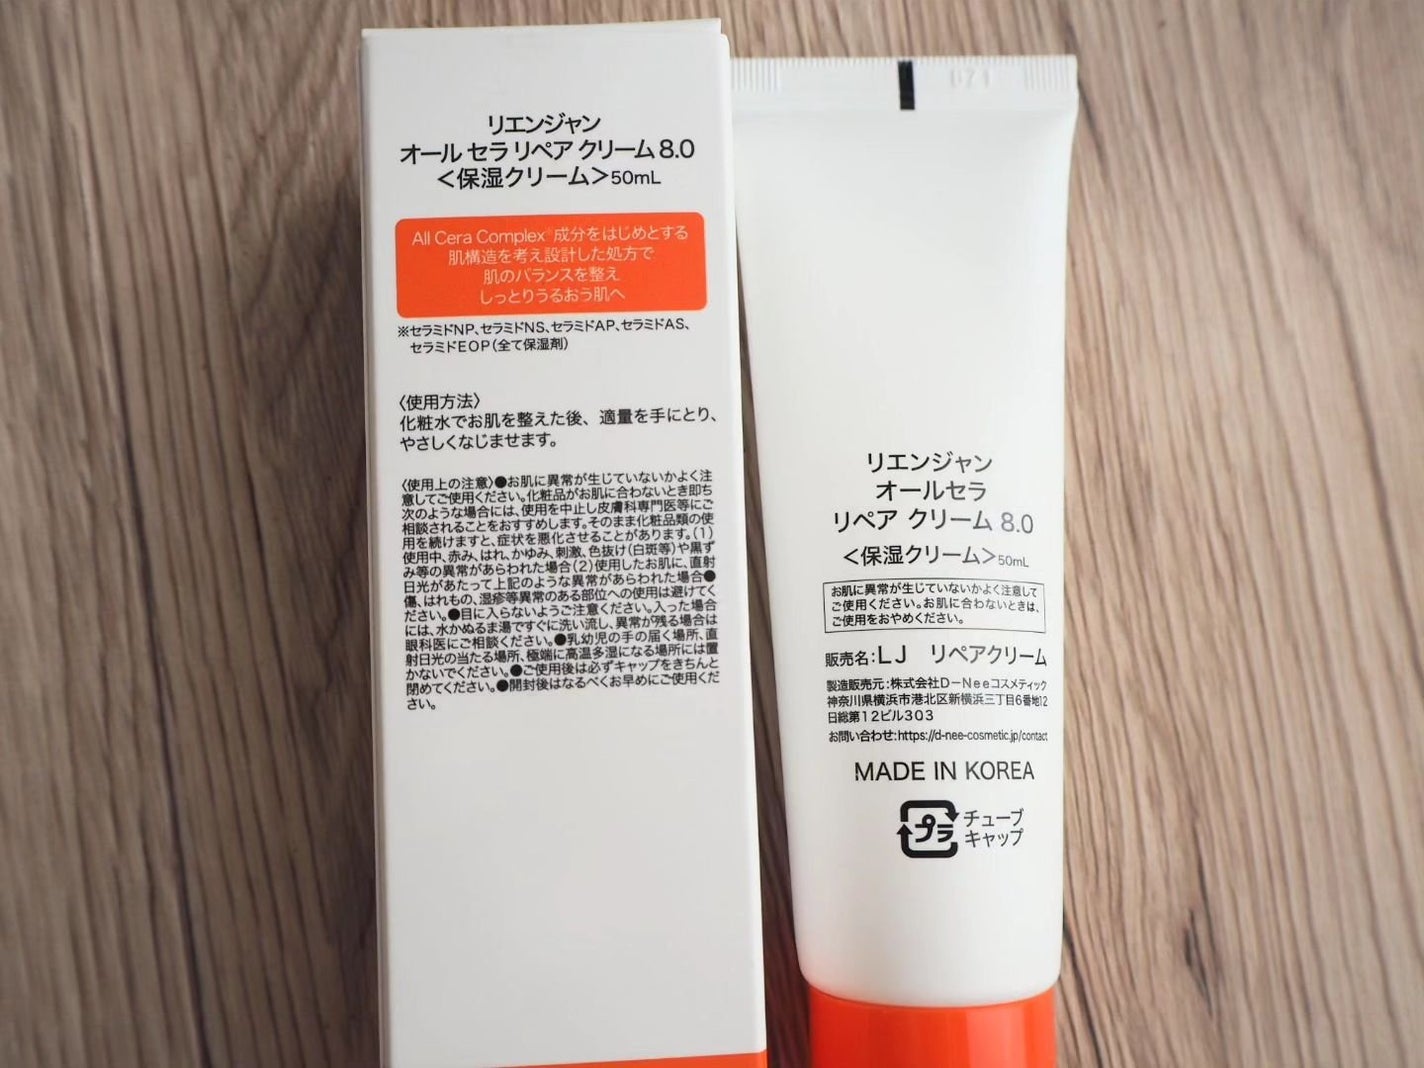 リエンジャン
オール セラ リペア クリーム 8.0
＜保湿クリーム＞50mL
All Cera Complex※成分をはじめとする
肌構造を考え設計した処方で
肌のバランスを整え
しっとりうるおう肌へ
※セラミドNP、セラミドNS、セラミドAP、セラミドAS、
セラミドEOP（全て保湿剤）
〈使用方法〉
化粧水でお肌を整えた後、適量を手にとり、
やさしくなじませます。
〈使用上の注意〉●お肌に異常が生じていないかよく注
意してご使用ください。化粧品がお肌に合わないとき即ち
次のような場合には、使用を中止し皮膚科専門医等にご
相談されることをおすすめします。そのまま化粧品類の使
用を続けますと、症状を悪化させることがあります。（1）
使用中、赤み、はれ、かゆみ、刺激、色抜け（白斑等）や黒ず
み等の異常があらわれた場合（2）使用したお肌に、直射
日光があたって上記のような異常があらわれた場合●
傷、はれもの、湿疹等異常のある部位への使用は避けてく
ださい。●目に入らないようご注意ください。入った場合
には、水かぬるま湯ですぐに洗い流し、異常が残る場合は
眼科医にご相談ください。●乳幼児の手の届く場所、直
射日光の当たる場所、極端に高温多湿になる場所には置
かないでください。●ご使用後は必ずキャップをきちんと
閉めてください。●開封後はなるべくお早めにご使用くだ
さい。
リエンジャン
オールセラ
リペア クリーム 8.0
＜保湿クリーム＞50mL
お肌に異常が生じていないかよく注意して
ご使用ください。お肌に合わないときは、
ご使用をおやめください。
販売名：LJ リペアクリーム
製造販売元：株式会社D－Neeコスメティック
神奈川県横浜市港北区新横浜三丁目6番地12
日総第12ビル303
お問い合わせ:https://d-nee-cosmetic.jp/contact
MADE IN KOREA
プラ
チューブ
キャップ